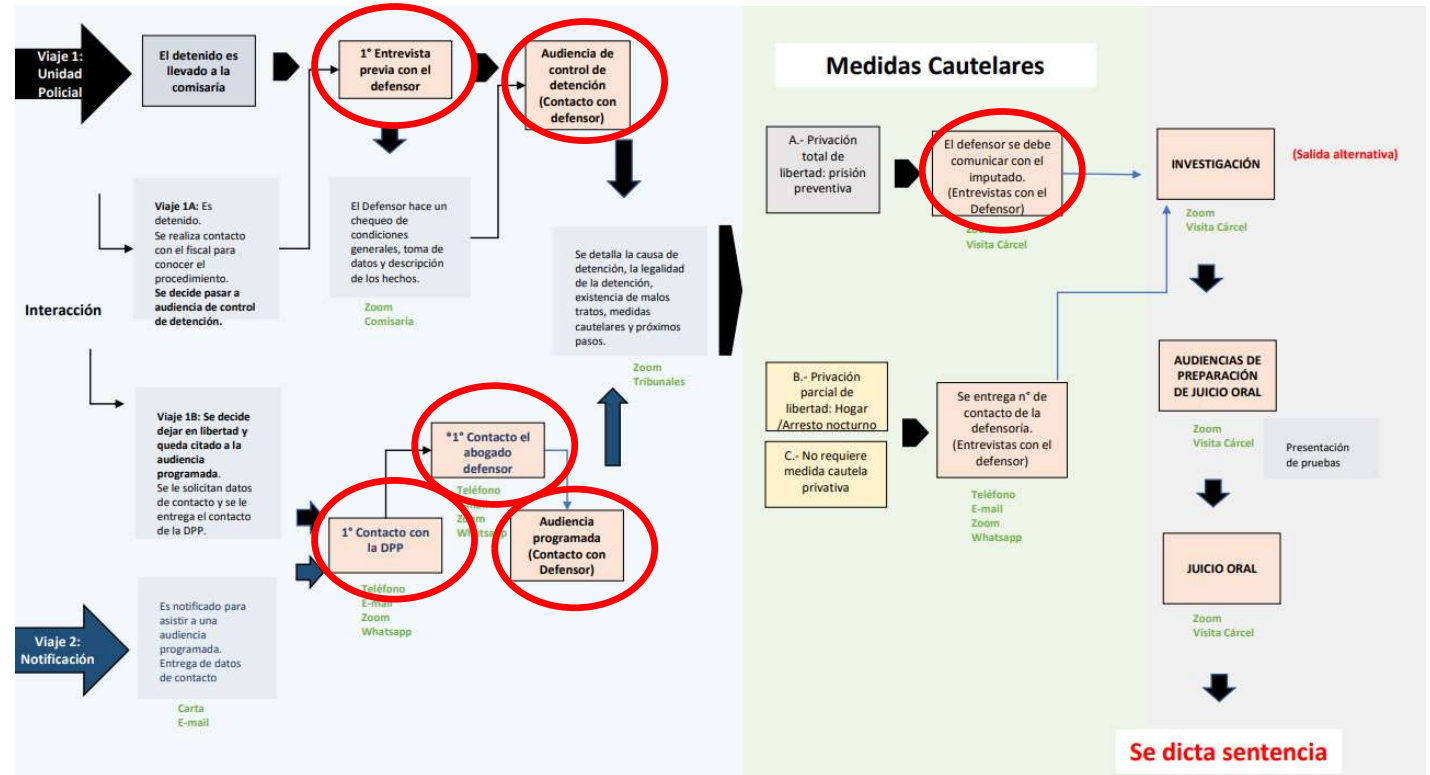 Viaje 1:
Unidad
Policial
El detenido es
llevado a la
comisaría
1° Entrevista
previa con el
defensor
Audiencia de
control de
detención
(Contacto con
defensor)
Interacción
Viaje 1A: Es
detenido.
Se realiza contacto
con el fiscal para
conocer el
procedimiento.
Se decide pasar a
audiencia de control
de detención.
El Defensor hace un
chequeo de
condiciones
generales, toma de
datos y descripción
de los hechos.
Zoom
Comisaría
Se detalla la causa de
detención, la legalidad
de la detención,
existencia de malos
tratos, medidas
cautelares y próximos
pasos.
Zoom
Tribunales
Viaje 1B: Se decide
dejar en libertad y
queda citado a la
audiencia
programada.
Se le solicitan datos
de contacto y se le
entrega el contacto
de la DPP.
1° Contacto con
la DPP
Teléfono
E-mail
Zoom
Whatsapp
*1° Contacto el
abogado
defensor
Teléfono
E-mail
Zoom
Whatsapp
Audiencia
programada
(Contacto con
Defensor)
Viaje 2:
Notificación
Es notificado para
asistir a una
audiencia
programada.
Entrega de datos
de contacto
Carta
E-mail
Medidas Cautelares
A.- Privación
total de
libertad: prisión
preventiva
El defensor se debe
comunicar con el
imputado.
(Entrevistas con el
Defensor)
Zoom
Visita Cárcel
B.- Privación
parcial de
libertad: Hogar
/Arresto nocturno
C.- No requiere
medida cautela
privativa
Se entrega n° de
contacto de la
defensoría.
(Entrevistas con el
defensor)
Teléfono
E-mail
Zoom
Whatsapp
INVESTIGACIÓN
(Salida alternativa)
Zoom
Visita Cárcel
AUDIENCIAS DE
PREPARACIÓN
DE JUICIO ORAL
Zoom
Visita Cárcel
Presentación
de pruebas
JUICIO ORAL
Zoom
Visita Cárcel
Se dicta sentencia